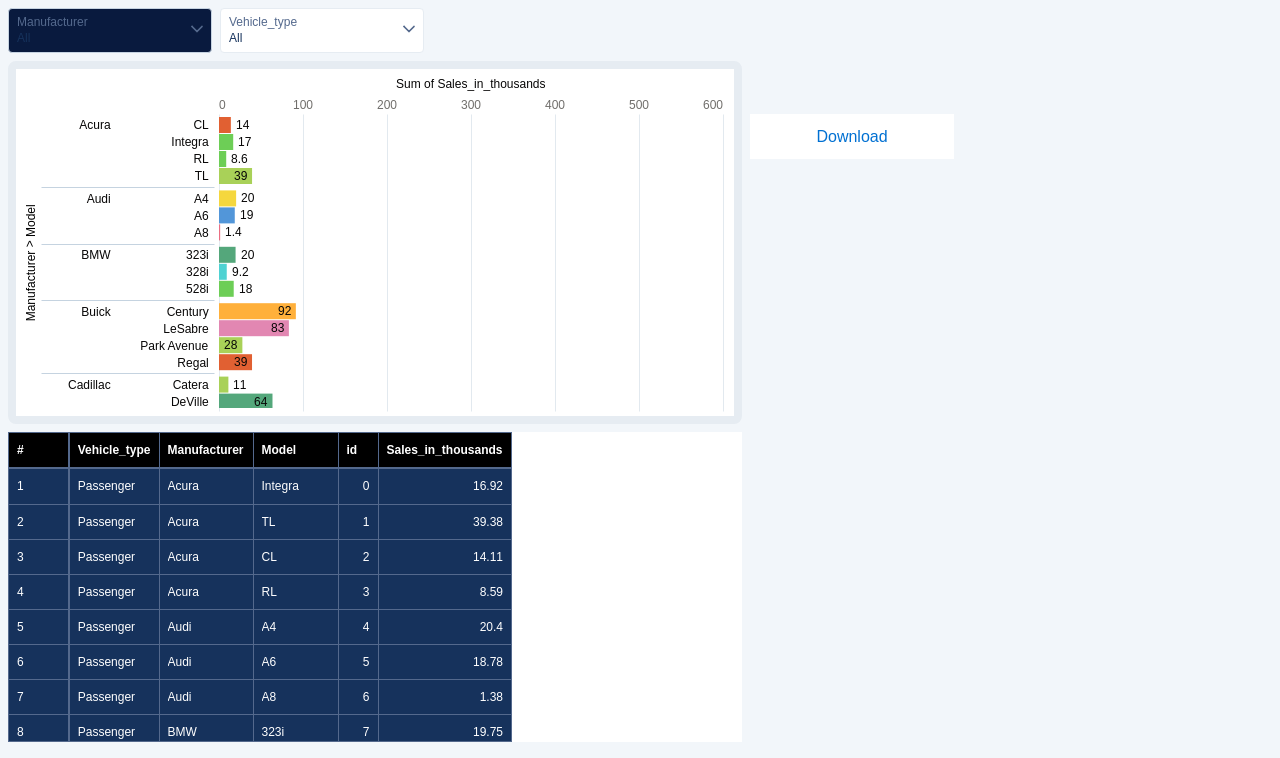 Manufacturer
All
Vehicle_type
All
Sum of Sales_in_thousands
0 100 200 300 400 500 600
Manufacturer > Model
Acura CL 14
Integra 17
RL 8.6
TL 39
Audi A4 20
A6 19
A8 1.4
BMW 323i 20
328i 9.2
528i 18
Buick Century 92
LeSabre 83
Park Avenue 28
Regal 39
Cadillac Catera 11
DeVille 64
Download
# Vehicle_type Manufacturer Model id Sales_in_thousands
1 Passenger Acura Integra 0 16.92
2 Passenger Acura TL 1 39.38
3 Passenger Acura CL 2 14.11
4 Passenger Acura RL 3 8.59
5 Passenger Audi A4 4 20.4
6 Passenger Audi A6 5 18.78
7 Passenger Audi A8 6 1.38
8 Passenger BMW 323i 7 19.75